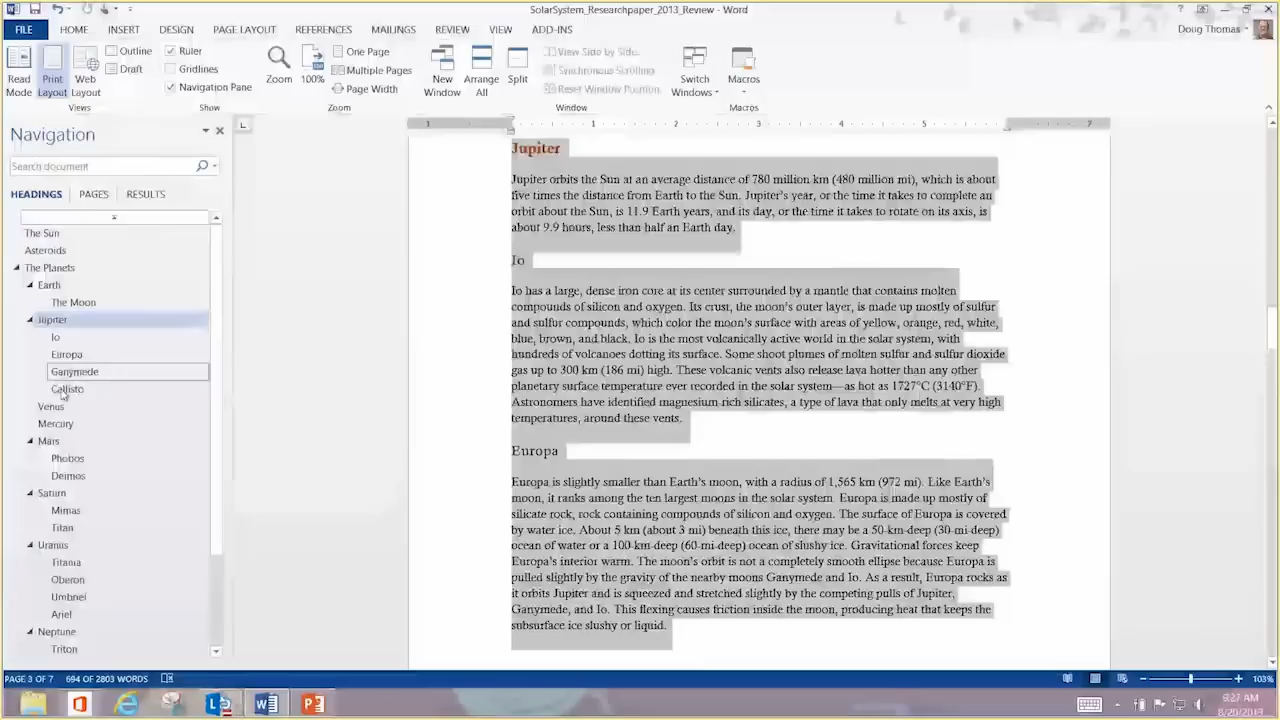 SolarSystem_Researchpaper_2013_Review - Word
FILE HOME INSERT DESIGN PAGE LAYOUT REFERENCES MAILINGS REVIEW VIEW ADD-INS Doug Thomas
Read Mode
Print Layout
Web Layout
Outline
Draft
Views
Ruler
Gridlines
Navigation Pane
Show
Zoom
100%
One Page
Multiple Pages
Page Width
Zoom
New Window
Arrange All
Split
View Side by Side
Synchronous Scrolling
Reset Window Position
Window
Switch Windows
Macros
Macros
Navigation
Search document
HEADINGS PAGES RESULTS
The Sun
Asteroids
The Planets
Earth
The Moon
Jupiter
Io
Europa
Ganymede
Callisto
Venus
Mercury
Mars
Phobos
Deimos
Saturn
Mimas
Titan
Uranus
Titania
Oberon
Umbriel
Ariel
Neptune
Triton
1 1 2 3 4 5 7
Jupiter
Jupiter orbits the Sun at an average distance of 780 million km (480 million mi), which is about
five times the distance from Earth to the Sun. Jupiter's year, or the time it takes to complete an
orbit about the Sun, is 11.9 Earth years, and its day, or the time it takes to rotate on its axis, is
about 9.9 hours, less than half an Earth day.
Io
Io has a large, dense iron core at its center surrounded by a mantle that contains molten
compounds of silicon and oxygen. Its crust, the moon's outer layer, is made up mostly of sulfur
and sulfur compounds, which color the moon's surface with areas of yellow, orange, red, white,
blue, brown, and black. Io is the most volcanically active world in the solar system, with
hundreds of volcanoes dotting its surface. Some shoot plumes of molten sulfur and sulfur dioxide
gas up to 300 km (186 mi) high. These volcanic vents also release lava hotter than any other
planetary surface temperature ever recorded in the solar system—as hot as 1727°C (3140°F).
Astronomers have identified magnesium-rich silicates, a type of lava that only melts at very high
temperatures, around these vents.
Europa
Europa is slightly smaller than Earth's moon, with a radius of 1,565 km (972 mi). Like Earth's
moon, it ranks among the ten largest moons in the solar system. Europa is made up mostly of
silicate rock, rock containing compounds of silicon and oxygen. The surface of Europa is covered
by water ice. About 5 km (about 3 mi) beneath this ice, there may be a 50-km-deep (30-mi-deep)
ocean of water or a 100-km-deep (60-mi-deep) ocean of slushy ice. Gravitational forces keep
Europa's interior warm. The moon's orbit is not a completely smooth ellipse because Europa is
pulled slightly by the gravity of the nearby moons Ganymede and Io. As a result, Europa rocks as
it orbits Jupiter and is squeezed and stretched slightly by the competing pulls of Jupiter,
Ganymede, and Io. This flexing causes friction inside the moon, producing heat that keeps the
subsurface ice slushy or liquid.
PAGE 3 OF 7 694 OF 2803 WORDS 103%